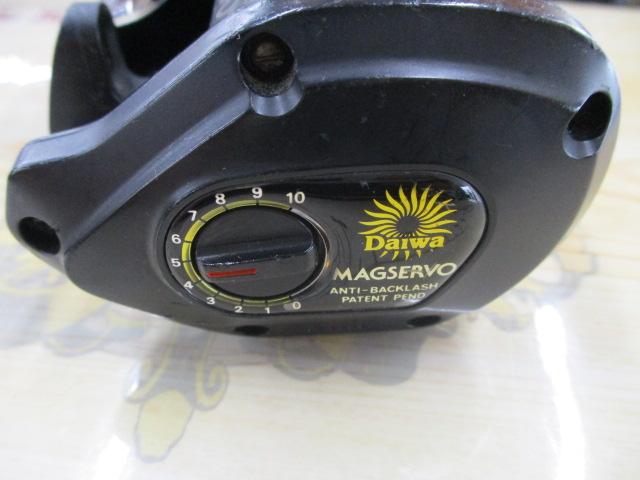 10
9
8
7
6
5
4
3
2
1
0
Daiwa
MAGSERVO
ANTI-BACKLASH
PATENT PEND